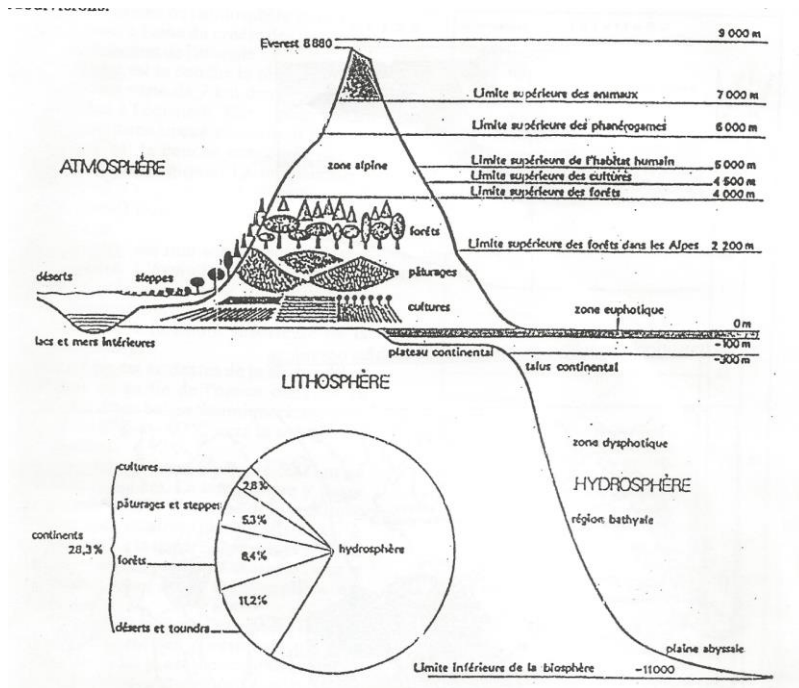 Everest 8880
9 000 m
Limite supérieure des animaux
7 000 m
Limite supérieure des phanérogames
6 000 m
ATMOSPHÈRE
zone alpine
Limite supérieure de l'habitat humain
5 000 m
Limite supérieure des cultures
4 500 m
Limite supérieure des forêts
4 000 m
forêts
Limite supérieure des forêts dans les Alpes
2 200 m
déserts
steppes
pâturages
cultures
zone euphotique
0 m
lacs et mers intérieures
-100 m
plateau continental
-300 m
talus continental
LITHOSPHÈRE
zone dysphotique
HYDROSPHÈRE
région bathyale
cultures
2,8%
pâturages et steppes
5,3%
continents
28,3%
hydrosphère
forêts
8,4%
11,2%
déserts et toundra
plaine abyssale
Limite inférieure de la biosphère
-11000